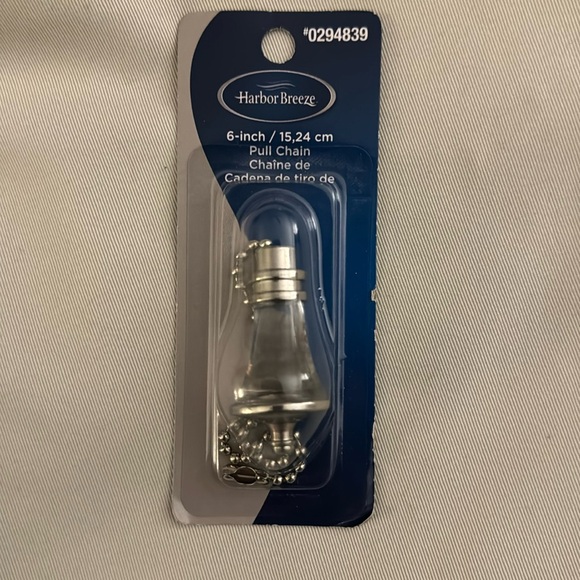 #0294839
Harbor Breeze
6-inch / 15,24 cm
Pull Chain
Chaîne de
Cadena de tiro de